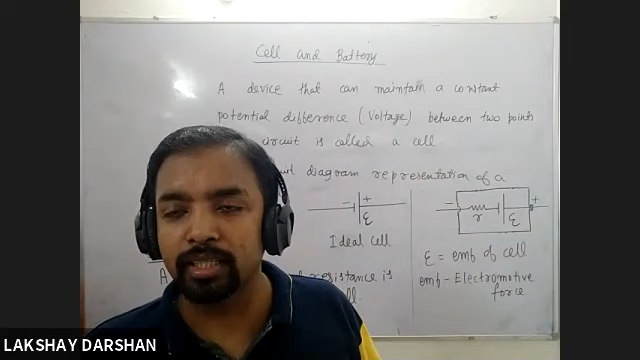 Cell and Battery
A device that can maintain a constant
potential difference (Voltage) between two points
circuit is called a cell
diagram representation of a
- + ε
Ideal cell
- r ε +
ε = emf of cell
emf - Electromotive
force
A resistance is
LAKSHAY DARSHAN